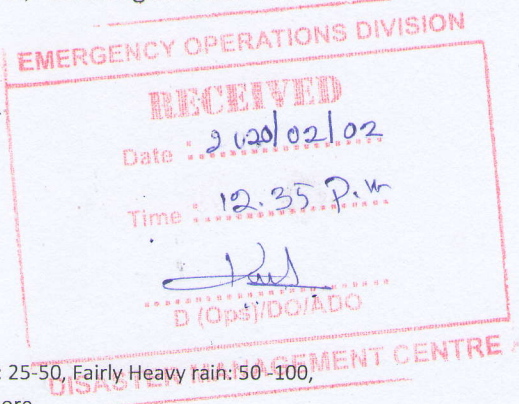 EMERGENCY OPERATIONS DIVISION
RECEIVED
Date : 2020/02/02
Time : 12.35 P.m
D (Ops)/DO/ADO
: 25-50, Fairly Heavy rain: 50 -100,
DISASTER MANAGEMENT CENTRE